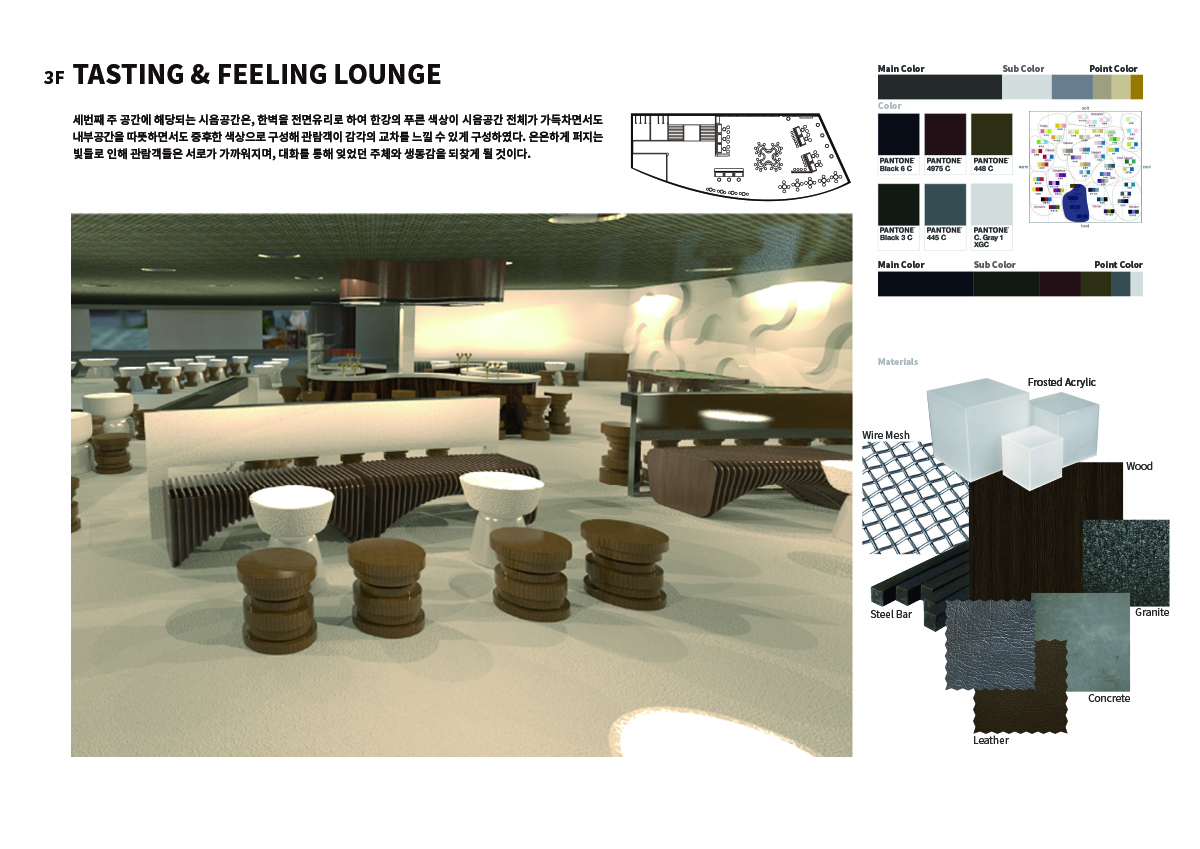 3F TASTING & FEELING LOUNGE
세번째 주 공간에 해당되는 시음공간은, 한벽을 전면유리로 하여 한강의 푸른 색상이 시음공간 전체가 가득차면서도
내부공간을 따뜻하면서도 중후한 색상으로 구성해 관람객이 감각의 교차를 느낄 수 있게 구성하였다. 은은하게 퍼지는
빛들로 인해 관람객들은 서로가 가까워지며, 대화를 통해 잊었던 주체와 생동감을 되찾게 될 것이다.
Main Color Sub Color Point Color
Color
PANTONE Black 6 C
PANTONE 4975 C
PANTONE 448 C
PANTONE Black 3 C
PANTONE 445 C
PANTONE C. Gray 1 XGC
soft
hard
Main Color Sub Color Point Color
Materials
Frosted Acrylic
Wire Mesh
Wood
Steel Bar
Granite
Concrete
Leather